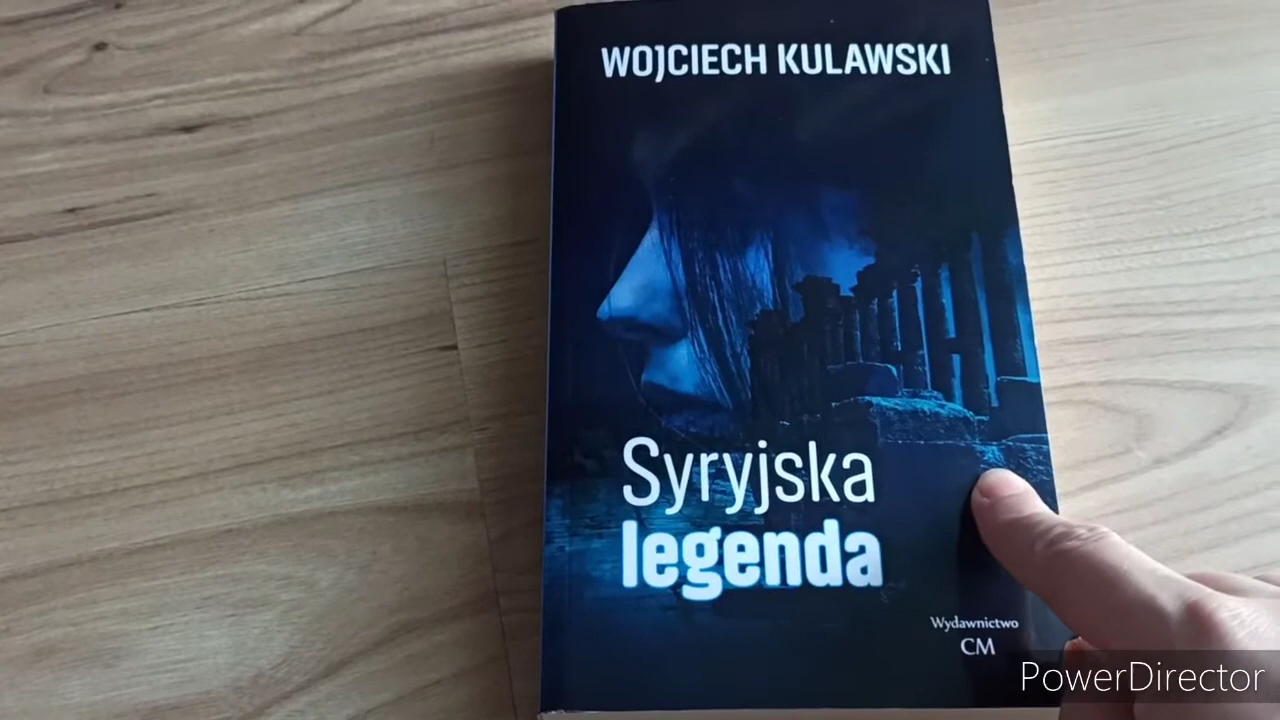 WOJCIECH KULAWSKI
Syryjska
legenda
Wydawnictwo
CM
PowerDirector